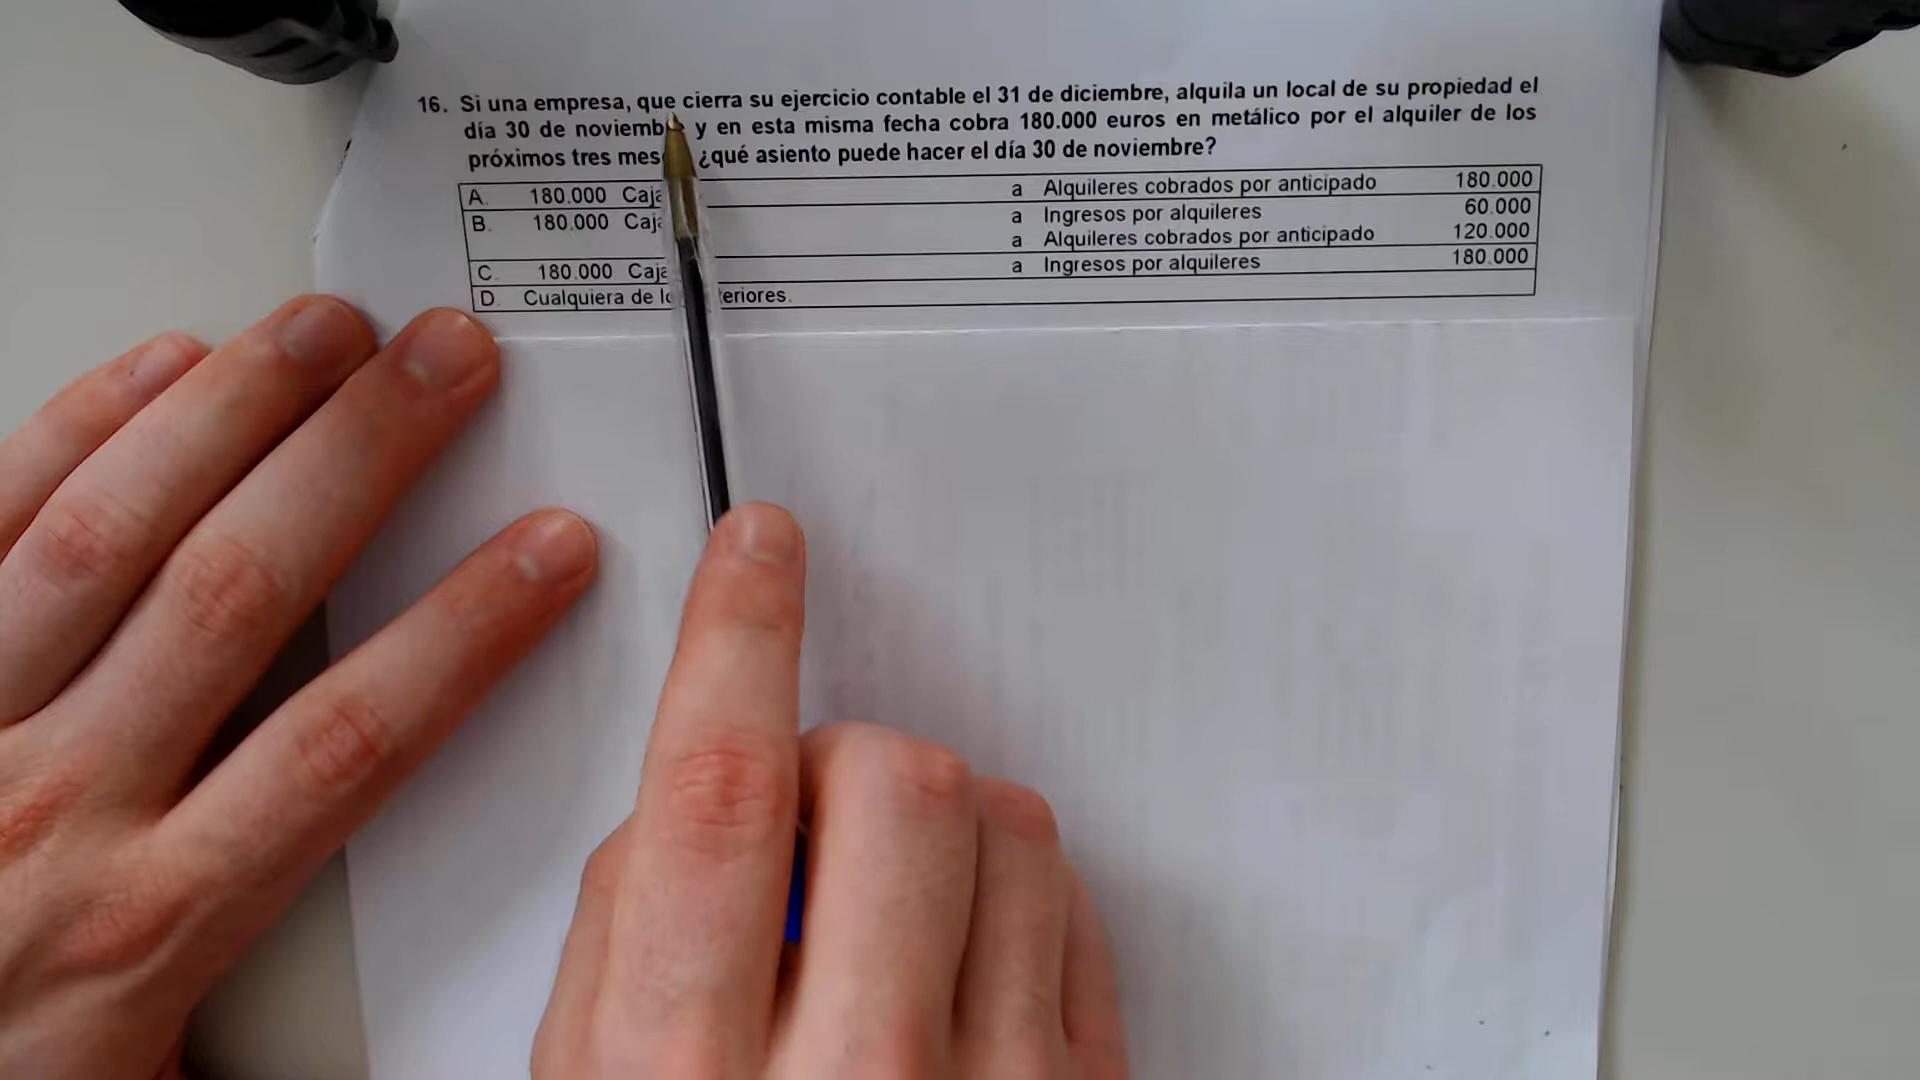 16. Si una empresa, que cierra su ejercicio contable el 31 de diciembre, alquila un local de su propiedad el
día 30 de noviemb y en esta misma fecha cobra 180.000 euros en metálico por el alquiler de los
próximos tres mes ¿qué asiento puede hacer el día 30 de noviembre?
A. 180.000 Caja a Alquileres cobrados por anticipado 180.000
B. 180.000 Caja a Ingresos por alquileres 60.000
a Alquileres cobrados por anticipado 120.000
C. 180.000 Caja a Ingresos por alquileres 180.000
D. Cualquiera de lo teriores.